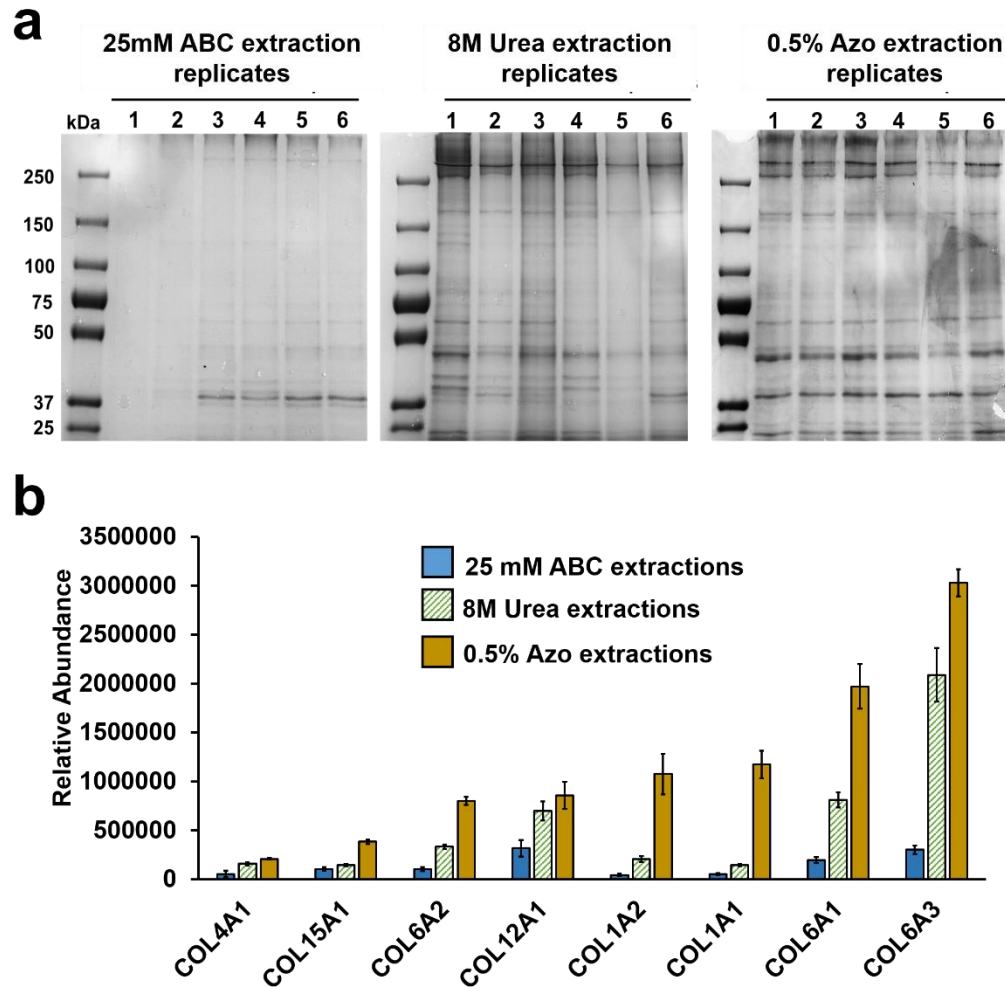 a
25mM ABC extraction
replicates
8M Urea extraction
replicates
0.5% Azo extraction
replicates
kDa 1 2 3 4 5 6
1 2 3 4 5 6
1 2 3 4 5 6
250
150
100
75
50
37
25
b
3500000
3000000
2500000
2000000
1500000
1000000
500000
0
Relative Abundance
25 mM ABC extractions
8M Urea extractions
0.5% Azo extractions
COL4A1
COL15A1
COL6A2
COL12A1
COL1A2
COL1A1
COL6A1
COL6A3